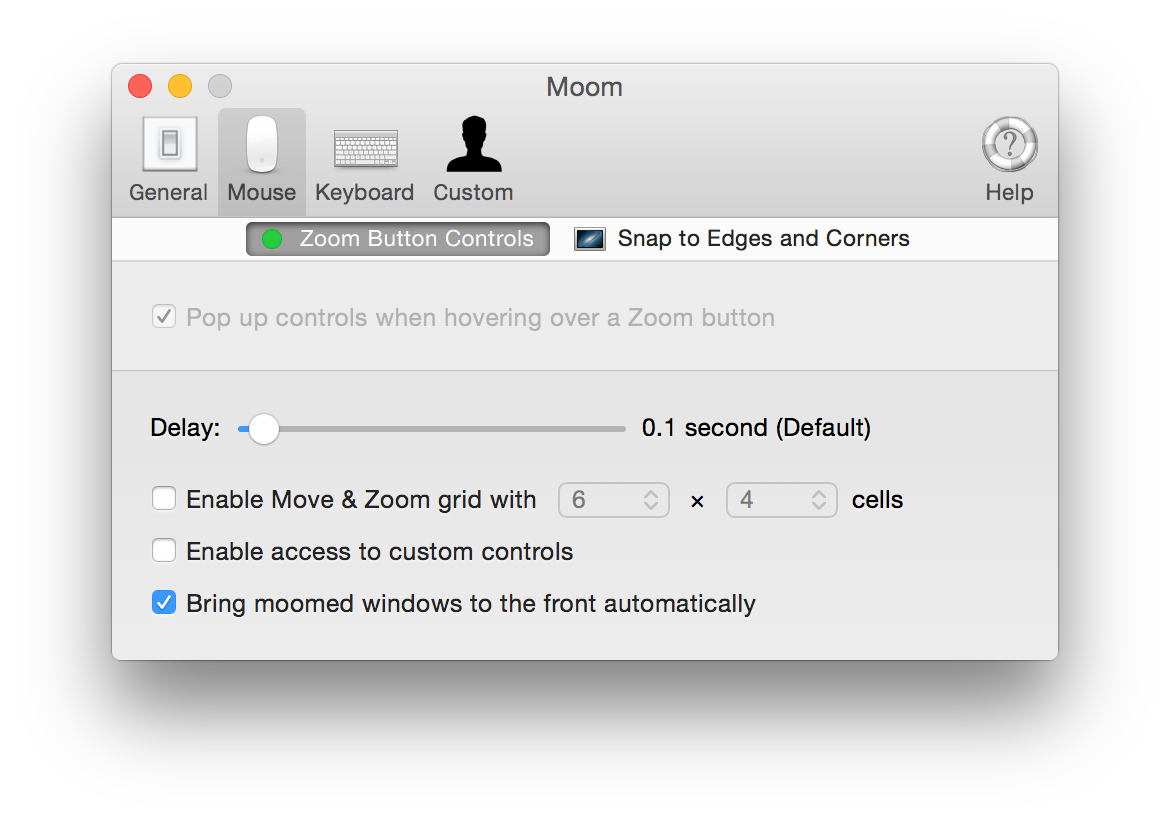 Moom
General Mouse Keyboard Custom Help
Zoom Button Controls Snap to Edges and Corners
Pop up controls when hovering over a Zoom button
Delay: 0.1 second (Default)
Enable Move & Zoom grid with 6 × 4 cells
Enable access to custom controls
Bring moomed windows to the front automatically